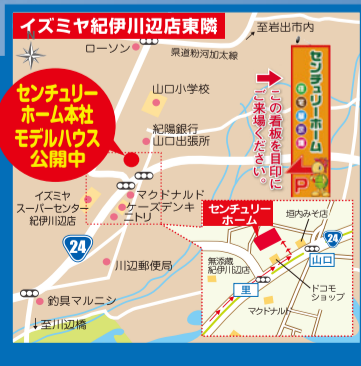 イズミヤ紀伊川辺店東隣
ローソン
県道粉河加太線
至岩出市内
センチュリーホーム
P
この看板を目印に
ご来場ください。
山口小学校
センチュリー
ホーム本社
モデルハウス
公開中
紀陽銀行
山口出張所
イズミヤ
スーパーセンター
紀伊川辺店
マクドナルド
ケーズデンキ
ニトリ
24
川辺郵便局
釣具マルニシ
至川辺橋
センチュリー
ホーム
垣内みそ店
24
山口
無添蔵
紀伊川辺店
里
ドコモ
ショップ
マクドナルド